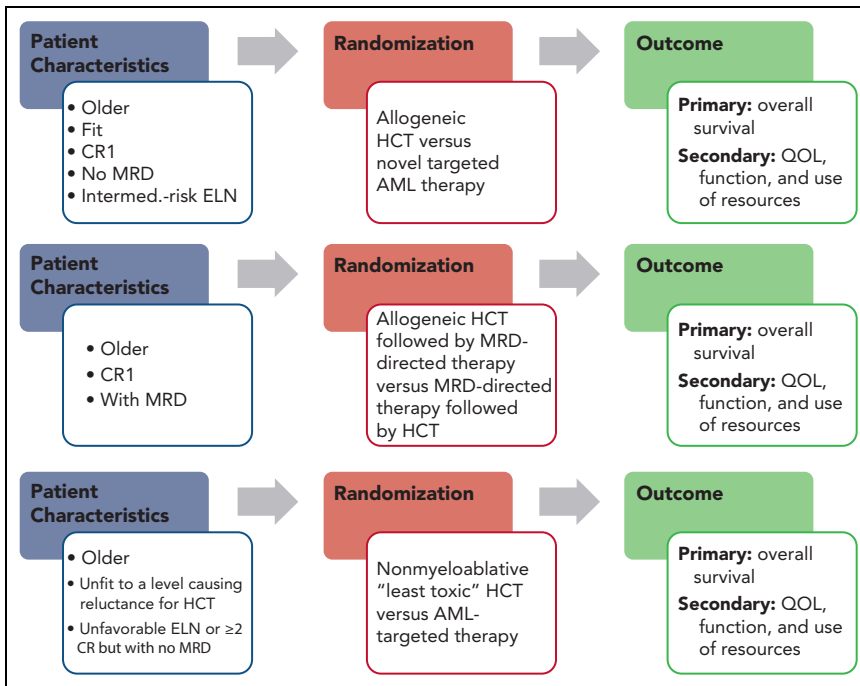 Patient
Characteristics
• Older
• Fit
• CR1
• No MRD
• Intermed.-risk ELN
Randomization
Allogeneic
HCT versus
novel targeted
AML therapy
Outcome
Primary: overall
survival
Secondary: QOL,
function, and use
of resources
Patient
Characteristics
• Older
• CR1
• With MRD
Randomization
Allogeneic HCT
followed by MRD-
directed therapy
versus MRD-directed
therapy followed
by HCT
Outcome
Primary: overall
survival
Secondary: QOL,
function, and use
of resources
Patient
Characteristics
• Older
• Unfit to a level causing
reluctance for HCT
• Unfavorable ELN or ≥2
CR but with no MRD
Randomization
Nonmyeloablative
“least toxic” HCT
versus AML-
targeted therapy
Outcome
Primary: overall
survival
Secondary: QOL,
function, and use
of resources